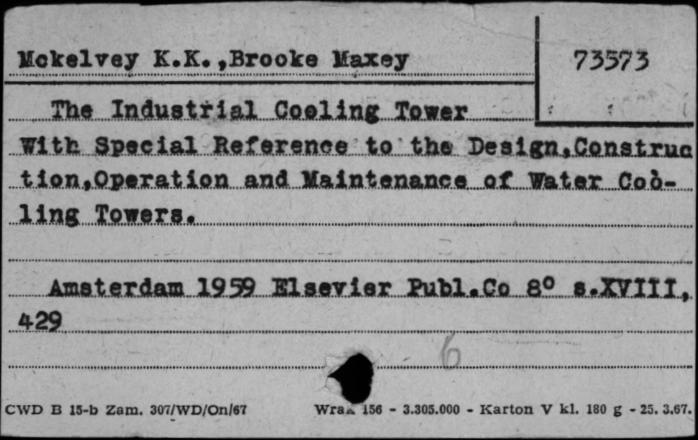 Mckelvey K.K.,Brooke Maxey
73573
The Industrial Cooling Tower
With Special Reference to the Design,Construc
tion,Operation and Maintenance of Water Coo-
ling Towers.
Amsterdam 1959 Elsevier Publ.Co 8° s.XVIII,
429
6
CWD B 15-b Zam. 307/WD/On/67 156 - 3.305.000 - Karton V kl. 180 g - 25. 3.67.